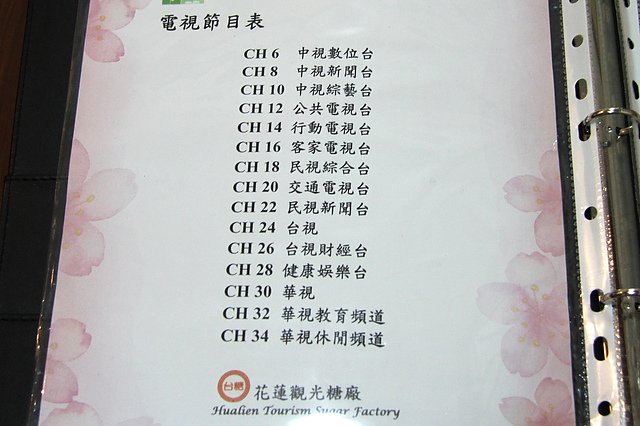 電視節目表
CH 6 中視數位台
CH 8 中視新聞台
CH 10 中視綜藝台
CH 12 公共電視台
CH 14 行動電視台
CH 16 客家電視台
CH 18 民視綜合台
CH 20 交通電視台
CH 22 民視新聞台
CH 24 台視
CH 26 台視財經台
CH 28 健康娛樂台
CH 30 華視
CH 32 華視教育頻道
CH 34 華視休閒頻道
台糖 花蓮觀光糖廠
Hualien Tourism Sugar Factory